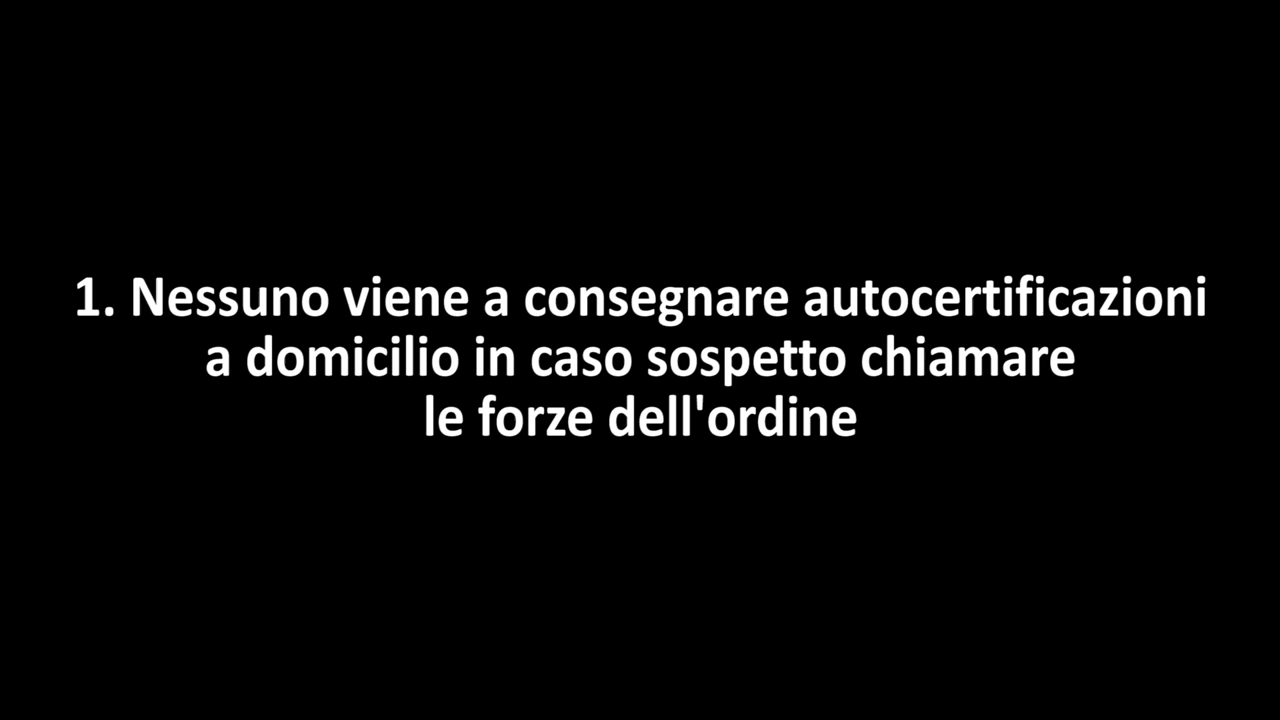 1. Nessuno viene a consegnare autocertificazioni
a domicilio in caso sospetto chiamare
le forze dell'ordine